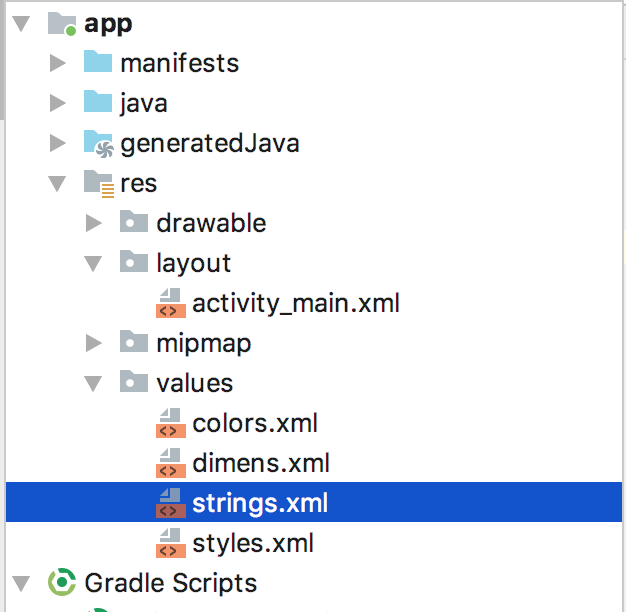 app
manifests
java
generatedJava
res
drawable
layout
activity_main.xml
mipmap
values
colors.xml
dimens.xml
strings.xml
styles.xml
Gradle Scripts